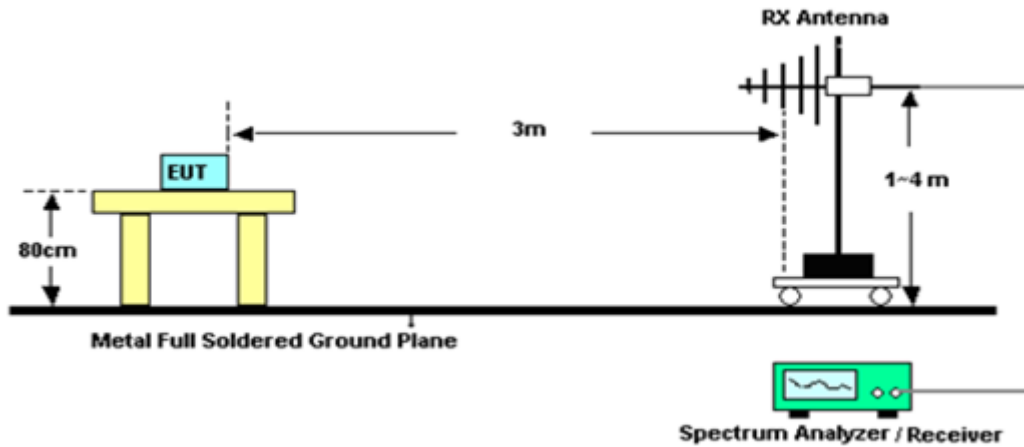 RX Antenna
3m
EUT
1~4 m
80cm
Metal Full Soldered Ground Plane
Spectrum Analyzer / Receiver